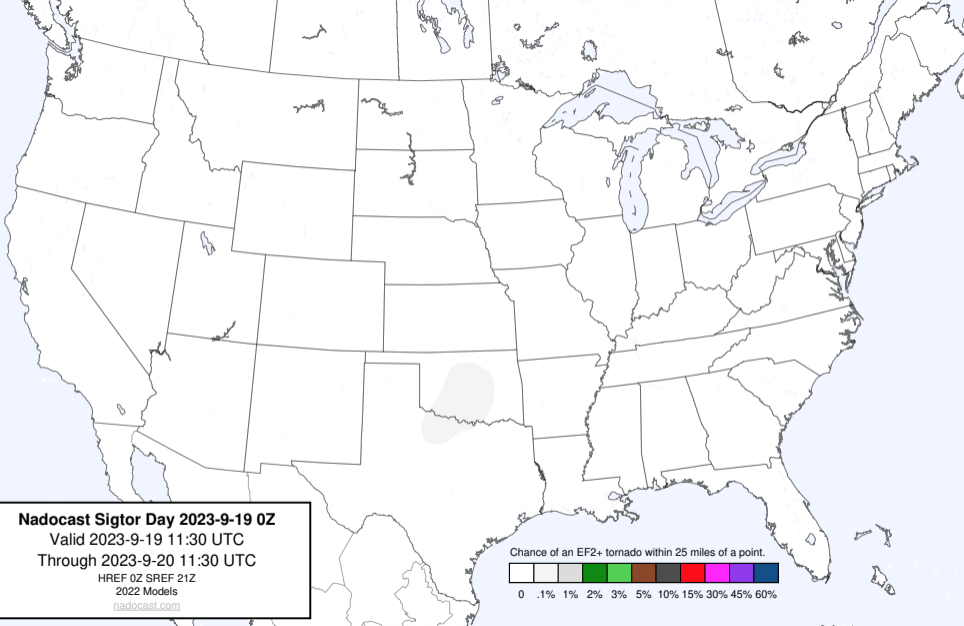 Nadocast Sigtor Day 2023-9-19 0Z
Valid 2023-9-19 11:30 UTC
Through 2023-9-20 11:30 UTC
HREF 0Z SREF 21Z
2022 Models
nadocast.com
Chance of an EF2+ tornado within 25 miles of a point.
0 .1% 1% 2% 3% 5% 10% 15% 30% 45% 60%